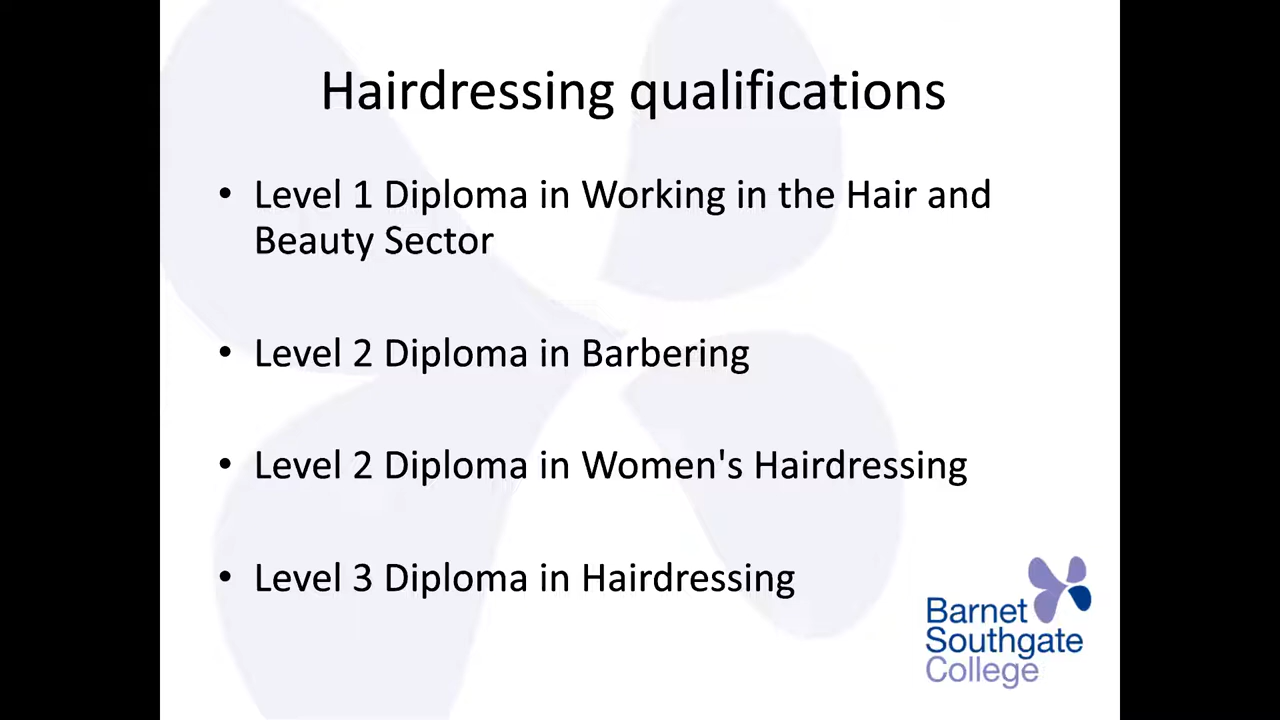 Hairdressing qualifications
• Level 1 Diploma in Working in the Hair and
Beauty Sector
• Level 2 Diploma in Barbering
• Level 2 Diploma in Women's Hairdressing
• Level 3 Diploma in Hairdressing
Barnet
Southgate
College